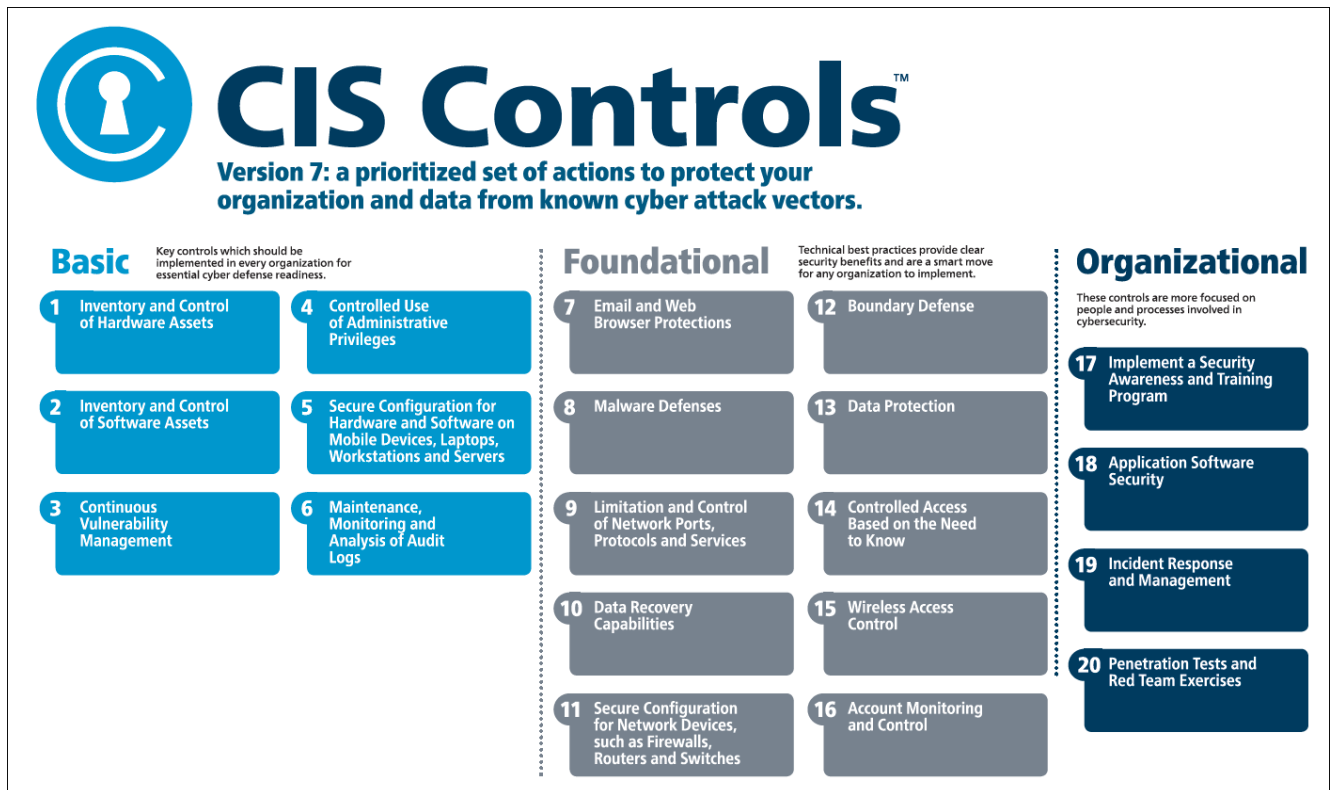 CIS Controls™
Version 7: a prioritized set of actions to protect your
organization and data from known cyber attack vectors.
Basic
Key controls which should be
implemented in every organization for
essential cyber defense readiness.
1
Inventory and Control
of Hardware Assets
2
Inventory and Control
of Software Assets
3
Continuous
Vulnerability
Management
4
Controlled Use
of Administrative
Privileges
5
Secure Configuration for
Hardware and Software on
Mobile Devices, Laptops,
Workstations and Servers
6
Maintenance,
Monitoring and
Analysis of Audit
Logs
Foundational
Technical best practices provide clear
security benefits and are a smart move
for any organization to implement.
7
Email and Web
Browser Protections
8
Malware Defenses
9
Limitation and Control
of Network Ports,
Protocols and Services
10
Data Recovery
Capabilities
11
Secure Configuration
for Network Devices,
such as Firewalls,
Routers and Switches
12
Boundary Defense
13
Data Protection
14
Controlled Access
Based on the Need
to Know
15
Wireless Access
Control
16
Account Monitoring
and Control
Organizational
These controls are more focused on
people and processes involved in
cybersecurity.
17
Implement a Security
Awareness and Training
Program
18
Application Software
Security
19
Incident Response
and Management
20
Penetration Tests and
Red Team Exercises